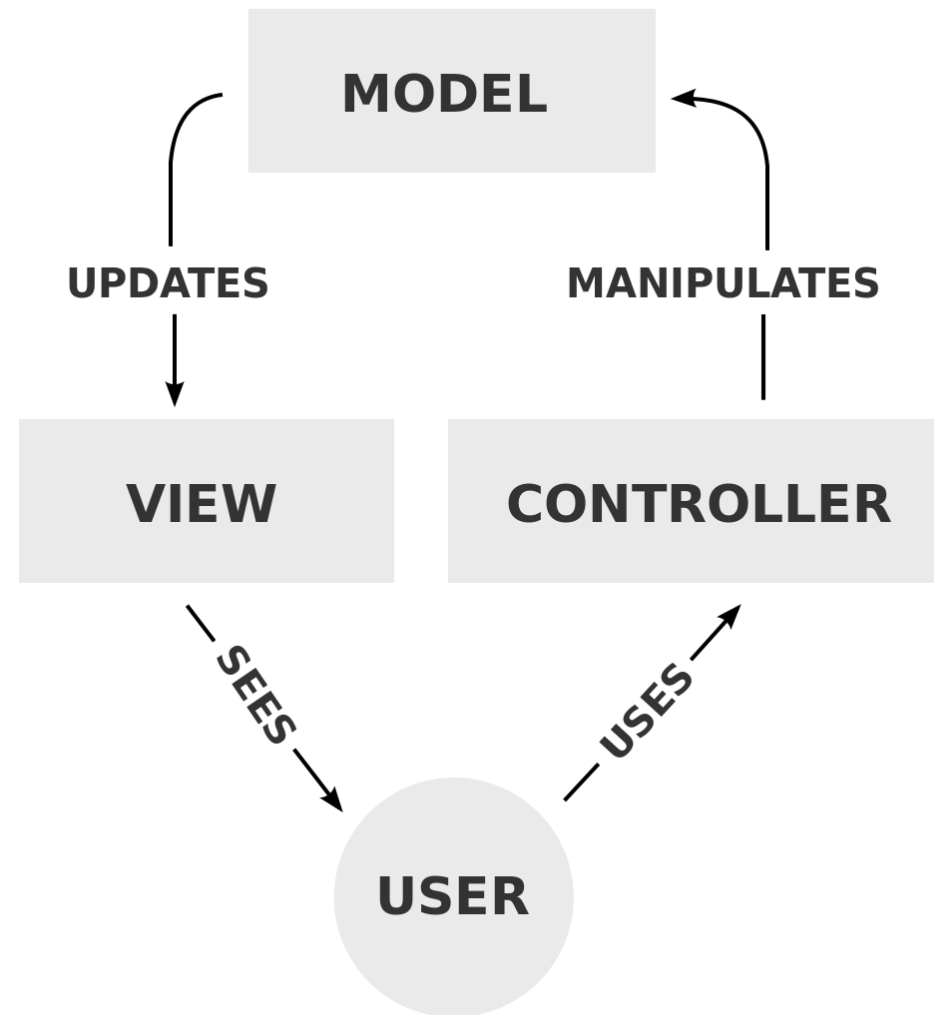 MODEL
UPDATES
MANIPULATES
VIEW
CONTROLLER
SEES
USES
USER